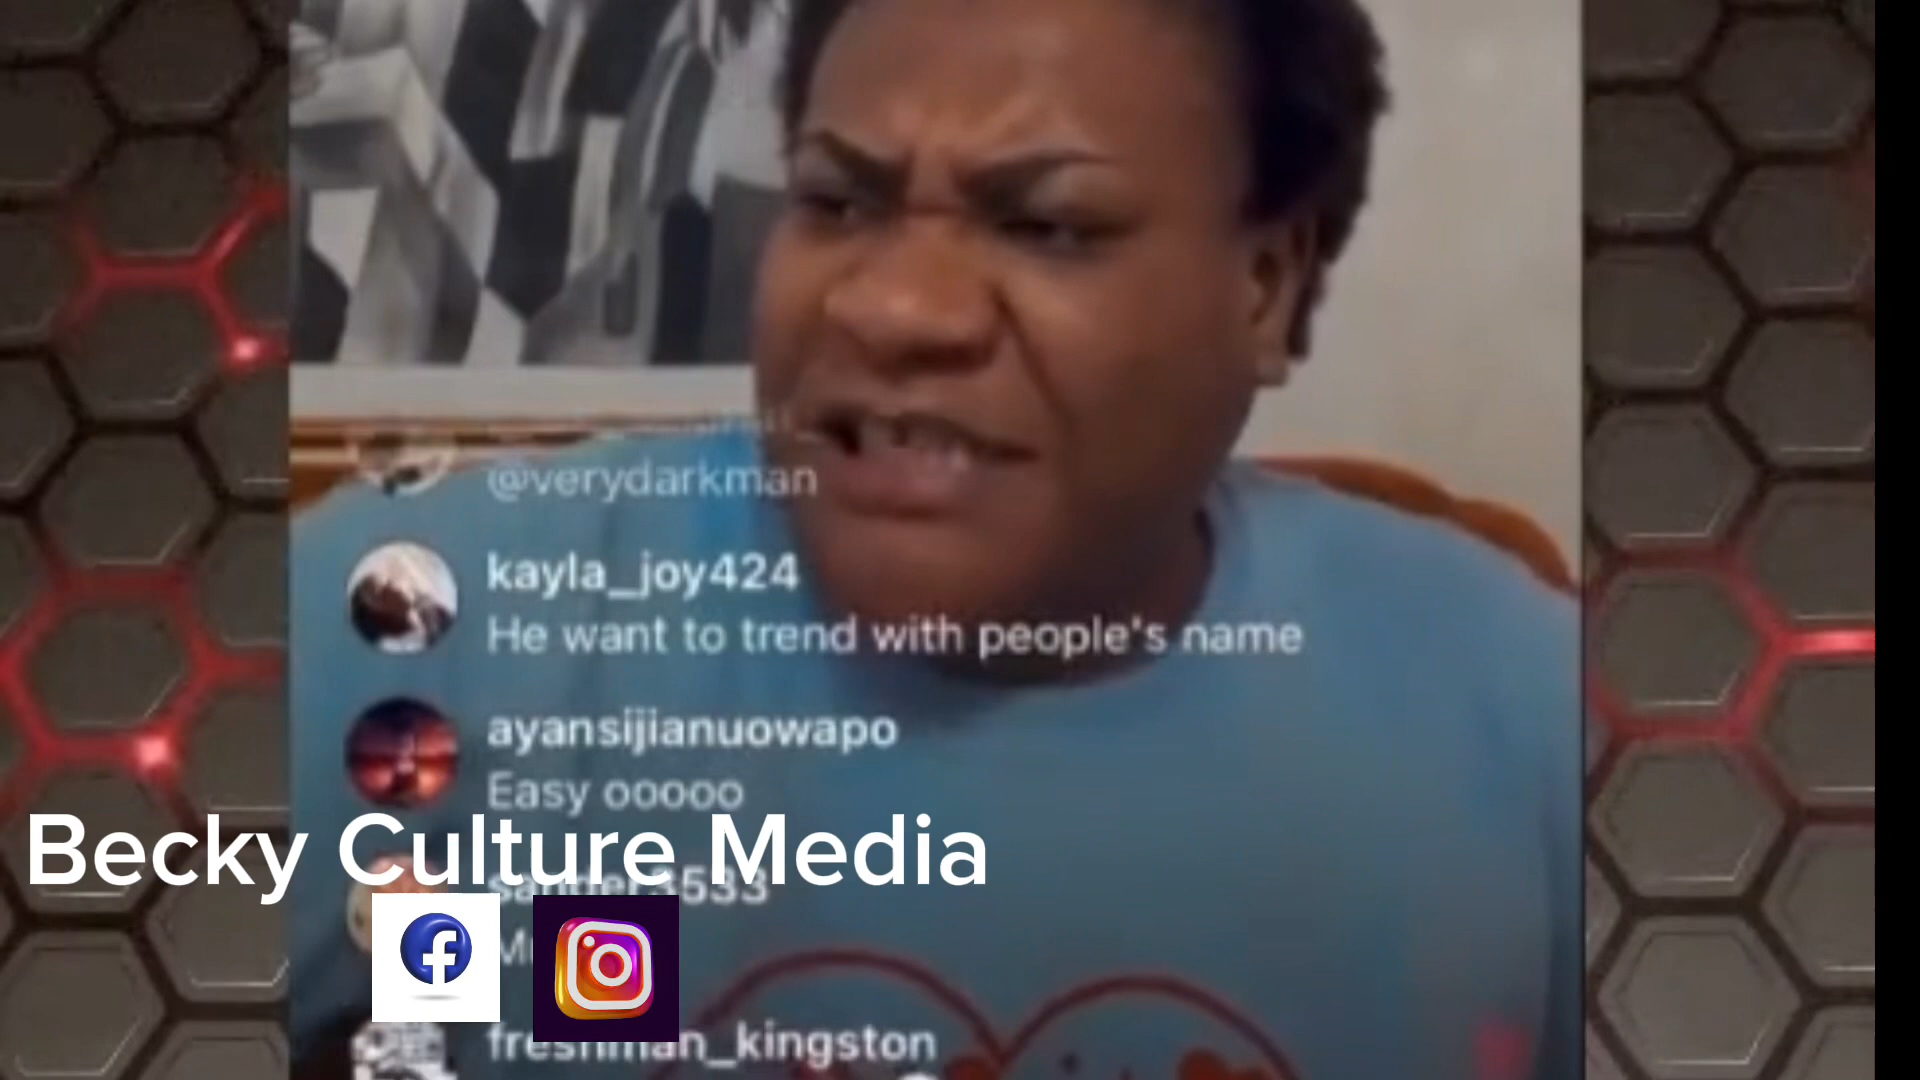 @verydarkman
kayla_joy424
He want to trend with people's name
ayansijianuowapo
Easy ooooo
Becky Culture Media
freshman_kingston